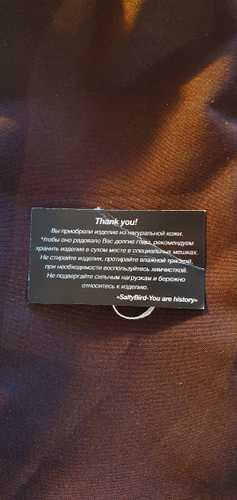 Thank you!
Вы приобрели изделие из натуральной кожи.
Чтобы оно радовало Вас долгие годы, рекомендуем
хранить изделия в сухом месте в специальных мешках.
Не стирайте изделия, протирайте влажной тряпкой,
при необходимости воспользуйтесь химчисткой.
Не подвергайте сильным нагрузкам и бережно
относитесь к изделию.
«SaltyBird-You are history»